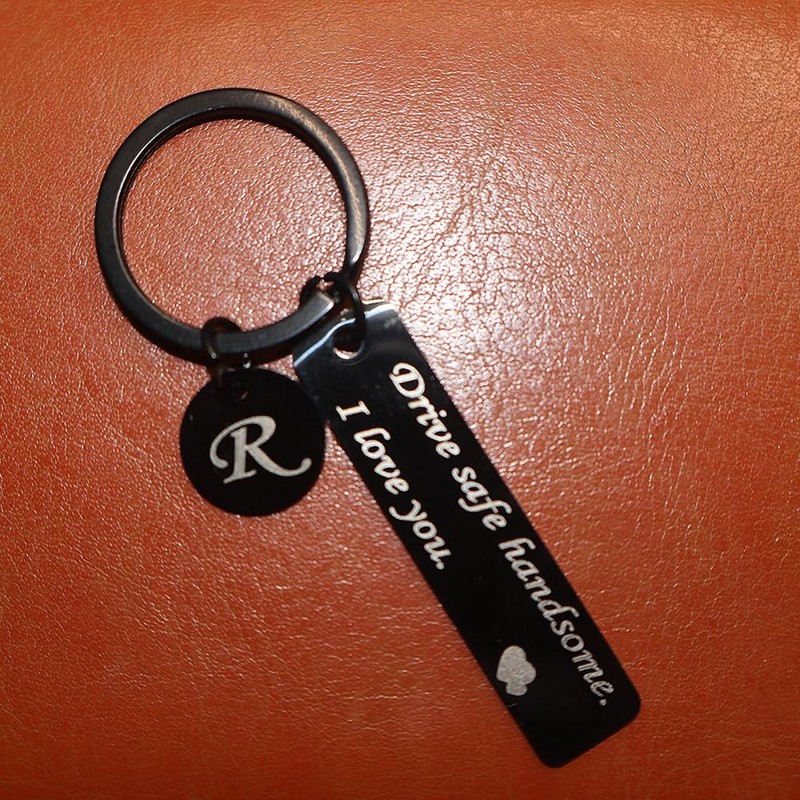 R
Drive safe handsome.
I love you.